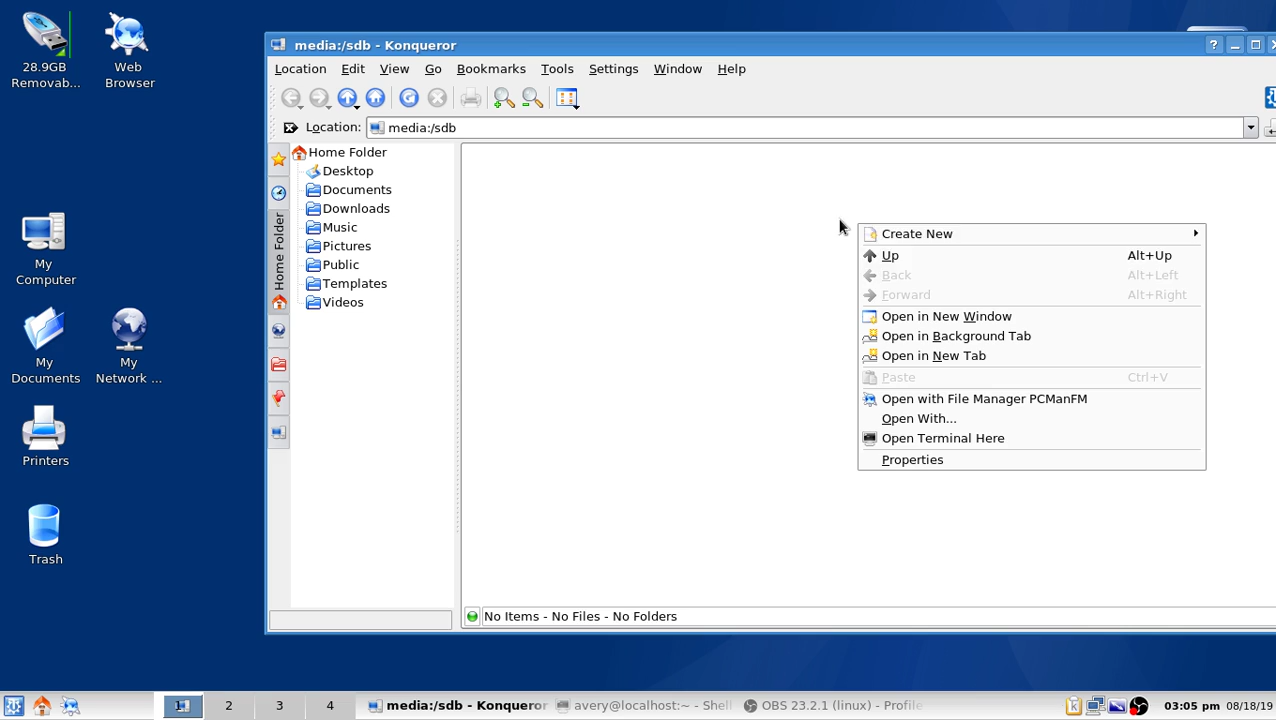 28.9GB
Removab...
Web
Browser
My
Computer
My
Documents
My
Network ...
Printers
Trash
media:/sdb - Konqueror
Location Edit View Go Bookmarks Tools Settings Window Help
Location: media:/sdb
Home Folder
Home Folder
Desktop
Documents
Downloads
Music
Pictures
Public
Templates
Videos
Create New
Up Alt+Up
Back Alt+Left
Forward Alt+Right
Open in New Window
Open in Background Tab
Open in New Tab
Paste Ctrl+V
Open with File Manager PCManFM
Open With...
Open Terminal Here
Properties
No Items - No Files - No Folders
1 2 3 4 media:/sdb - Konqueror avery@localhost:~ - Shell OBS 23.2.1 (linux) - Profile 03:05 pm 08/18/19